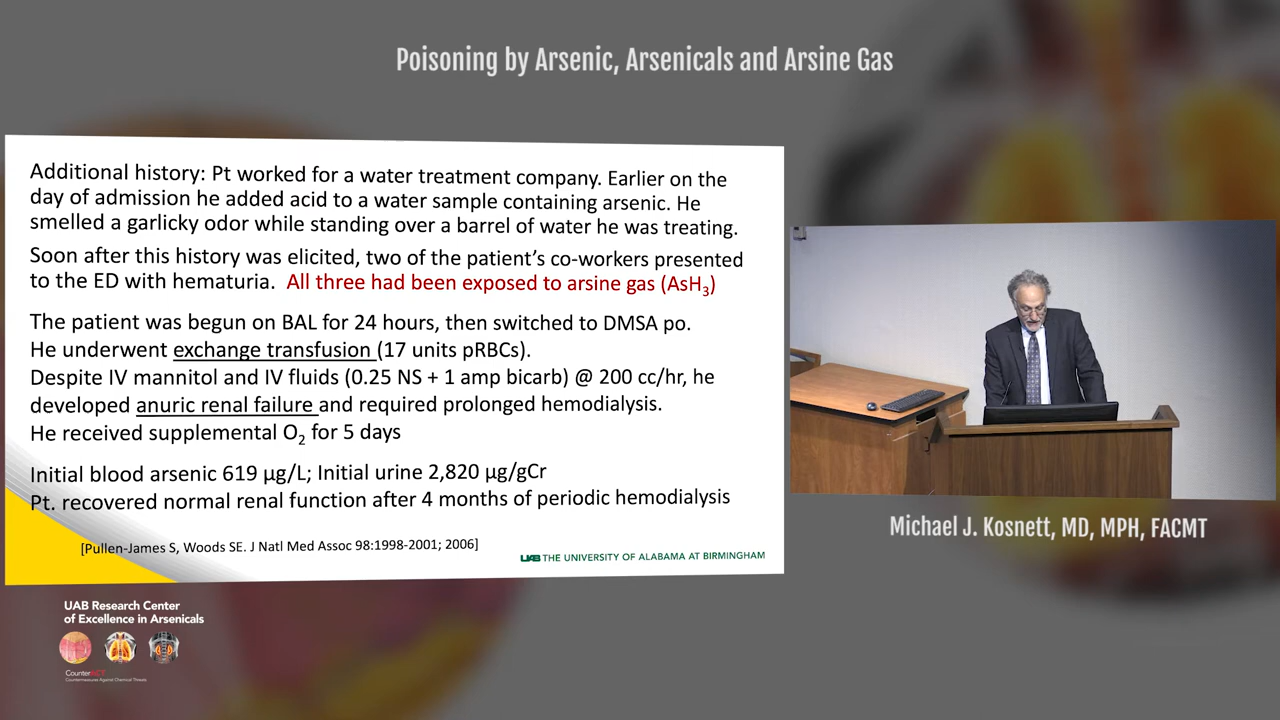 Poisoning by Arsenic, Arsenicals and Arsine Gas
Additional history: Pt worked for a water treatment company. Earlier on the
day of admission he added acid to a water sample containing arsenic. He
smelled a garlicky odor while standing over a barrel of water he was treating.
Soon after this history was elicited, two of the patient’s co-workers presented
to the ED with hematuria. All three had been exposed to arsine gas (AsH₃)
The patient was begun on BAL for 24 hours, then switched to DMSA po.
He underwent exchange transfusion (17 units pRBCs).
Despite IV mannitol and IV fluids (0.25 NS + 1 amp bicarb) @ 200 cc/hr, he
developed anuric renal failure and required prolonged hemodialysis.
He received supplemental O₂ for 5 days
Initial blood arsenic 619 µg/L; Initial urine 2,820 µg/gCr
Pt. recovered normal renal function after 4 months of periodic hemodialysis
[Pullen-James S, Woods SE. J Natl Med Assoc 98:1998-2001; 2006]
UAB THE UNIVERSITY OF ALABAMA AT BIRMINGHAM
Michael J. Kosnett, MD, MPH, FACMT
UAB Research Center
of Excellence in Arsenicals
CounterACT
Countermeasures Against Chemical Threats